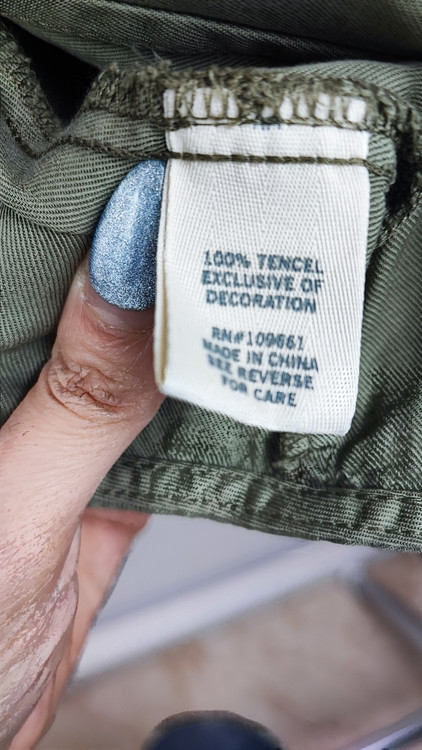 100% TENCEL
EXCLUSIVE OF
DECORATION
RN#109661
MADE IN CHINA
SEE REVERSE
FOR CARE